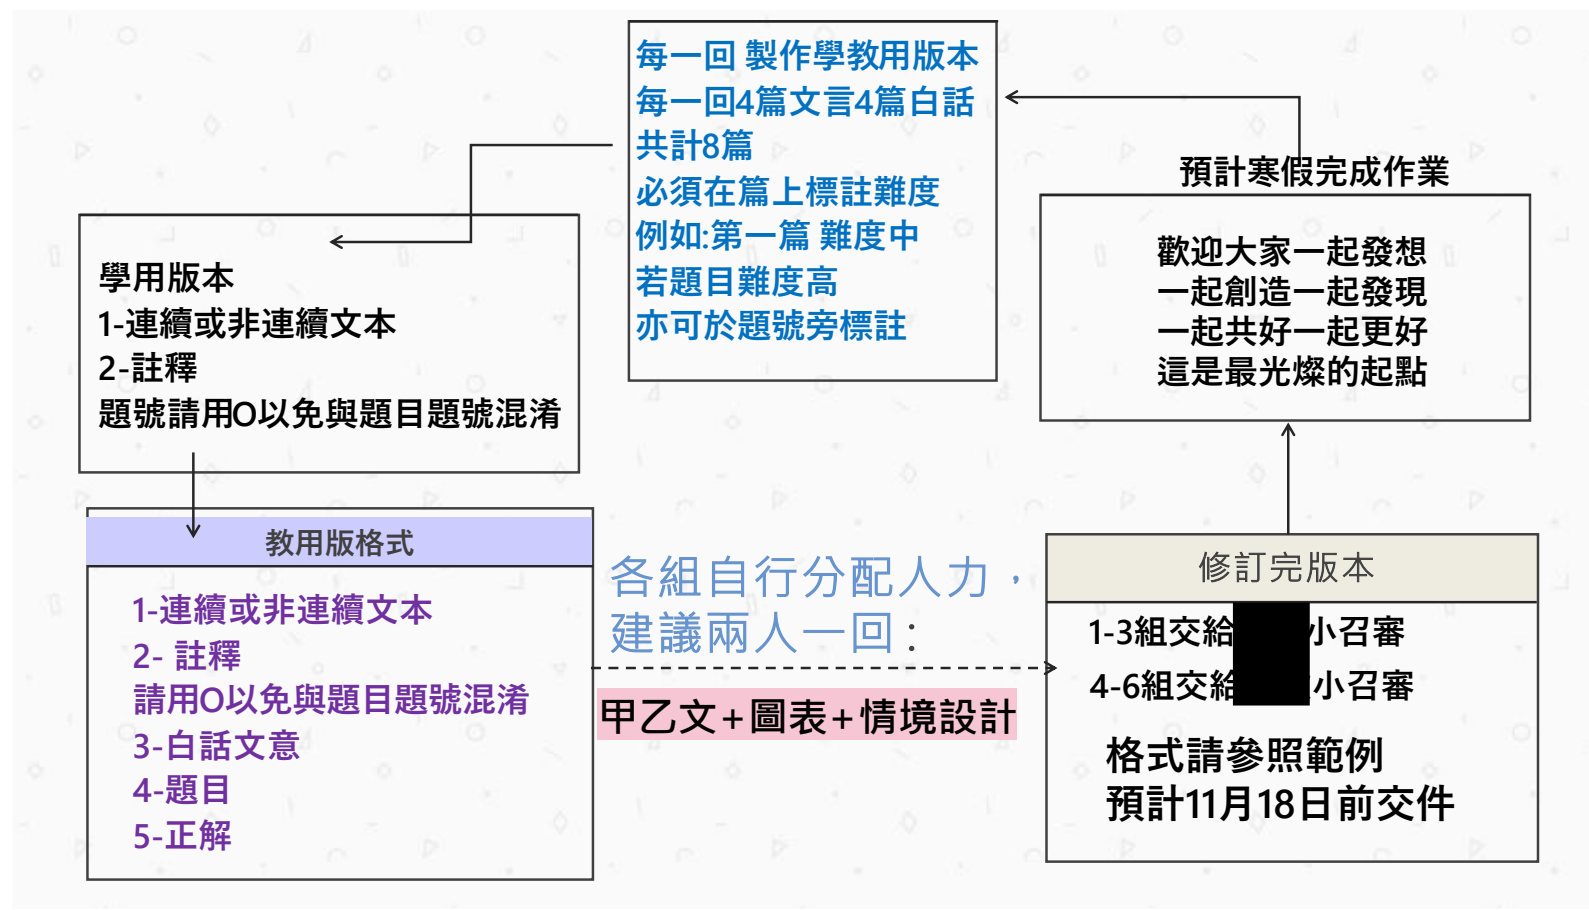 每一回 製作學教用版本
每一回4篇文言4篇白話
共計8篇
必須在篇上標註難度
例如:第一篇 難度中
若題目難度高
亦可於題號旁標註
預計寒假完成作業
歡迎大家一起發想
一起創造一起發現
一起共好一起更好
這是最光燦的起點
學用版本
1-連續或非連續文本
2-註釋
題號請用O以免與題目題號混淆
教用版格式
1-連續或非連續文本
2- 註釋
請用O以免與題目題號混淆
3-白話文意
4-題目
5-正解
各組自行分配人力，
建議兩人一回：
甲乙文+圖表+情境設計
修訂完版本
1-3組交給 小召審
4-6組交給 小召審
格式請參照範例
預計11月18日前交件